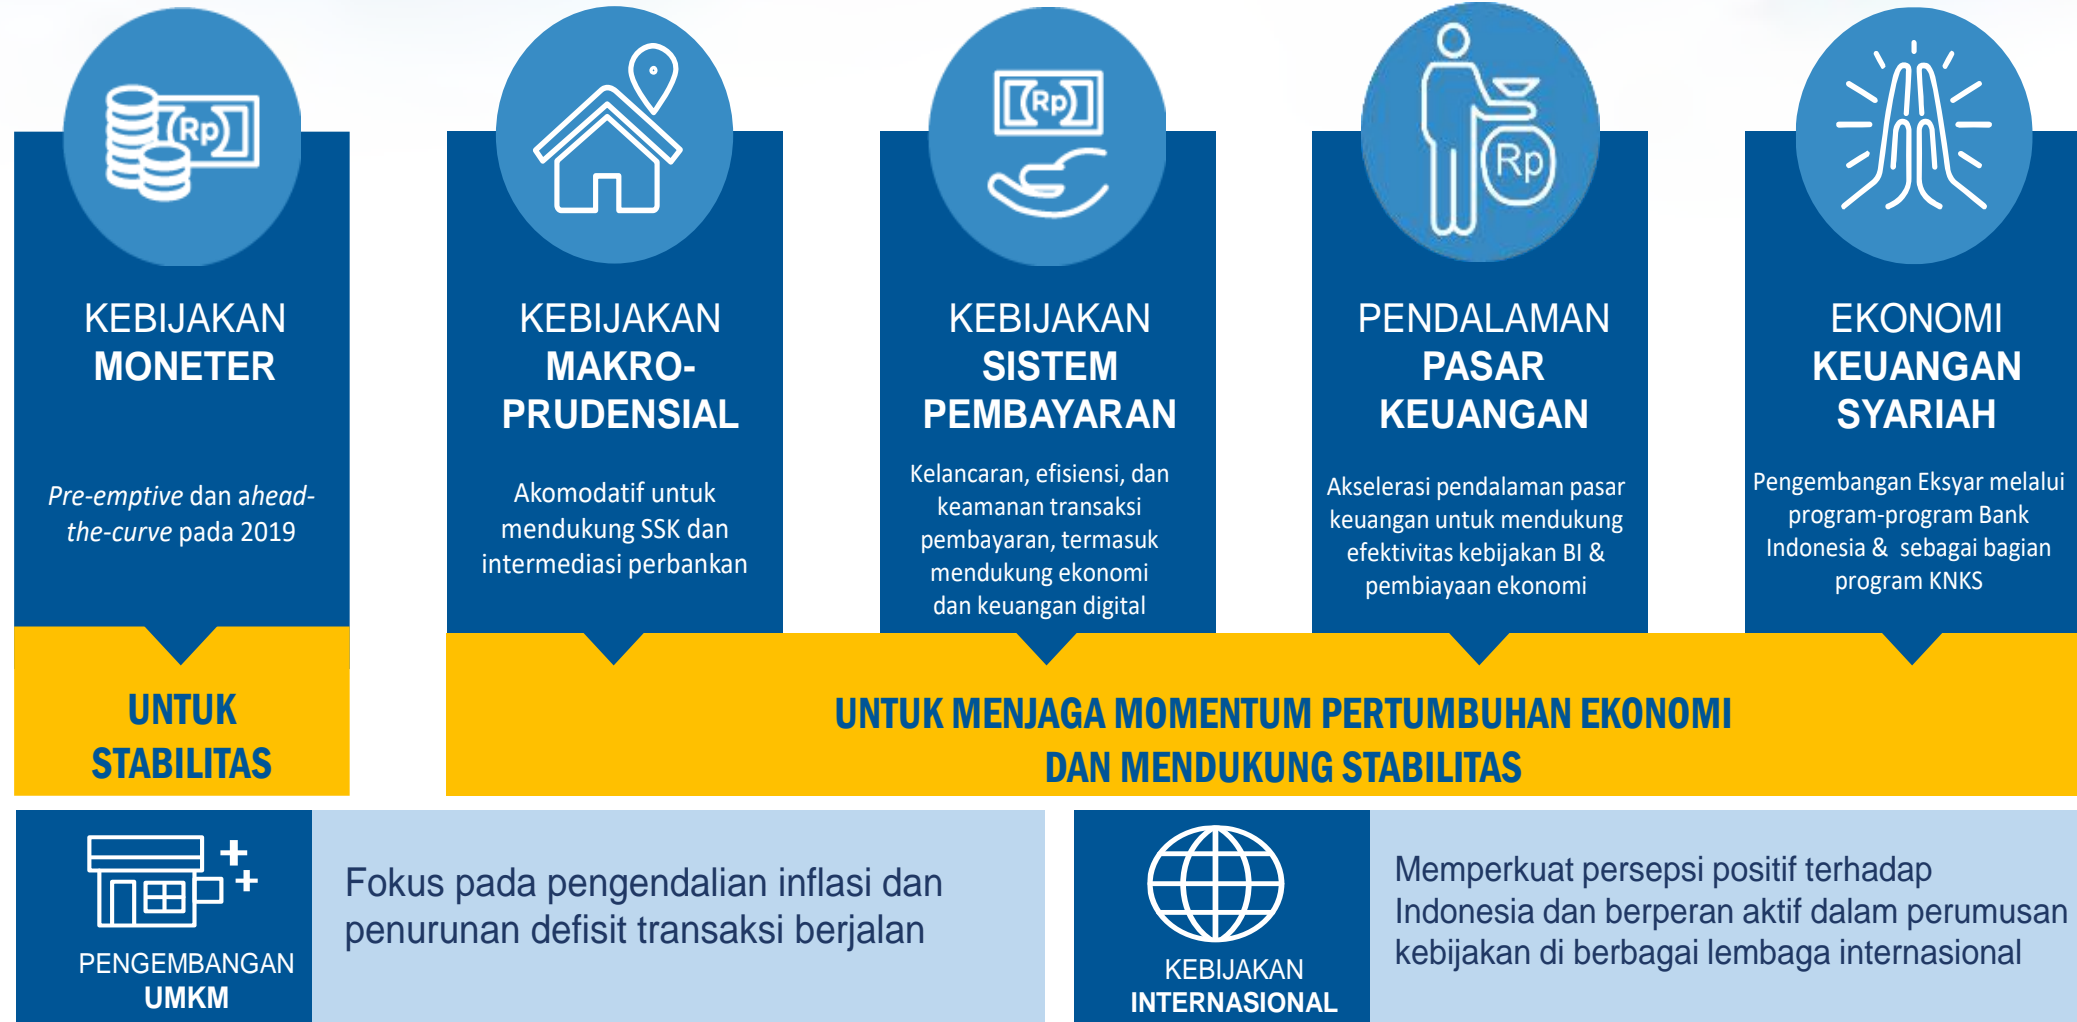 Rp
KEBIJAKAN
MONETER
Pre-emptive dan ahead-
the-curve pada 2019
KEBIJAKAN
MAKRO-
PRUDENSIAL
Akomodatif untuk
mendukung SSK dan
intermediasi perbankan
Rp
KEBIJAKAN
SISTEM
PEMBAYARAN
Kelancaran, efisiensi, dan
keamanan transaksi
pembayaran, termasuk
mendukung ekonomi
dan keuangan digital
Rp
PENDALAMAN
PASAR
KEUANGAN
Akselerasi pendalaman pasar
keuangan untuk mendukung
efektivitas kebijakan BI &
pembiayaan ekonomi
EKONOMI
KEUANGAN
SYARIAH
Pengembangan Eksyar melalui
program-program Bank
Indonesia & sebagai bagian
program KNKS
UNTUK
STABILITAS
UNTUK MENJAGA MOMENTUM PERTUMBUHAN EKONOMI
DAN MENDUKUNG STABILITAS
PENGEMBANGAN
UMKM
Fokus pada pengendalian inflasi dan
penurunan defisit transaksi berjalan
KEBIJAKAN
INTERNASIONAL
Memperkuat persepsi positif terhadap
Indonesia dan berperan aktif dalam perumusan
kebijakan di berbagai lembaga internasional